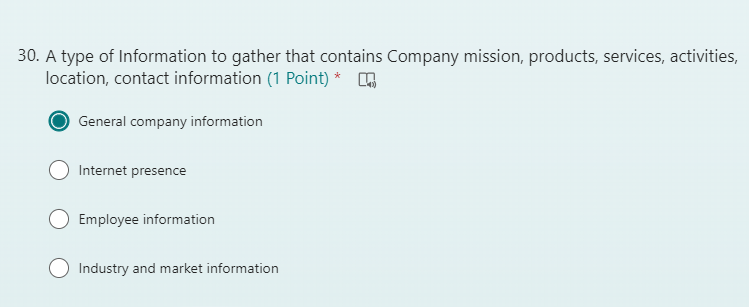 30. A type of Information to gather that contains Company mission, products, services, activities,
location, contact information (1 Point) *
General company information
Internet presence
Employee information
Industry and market information